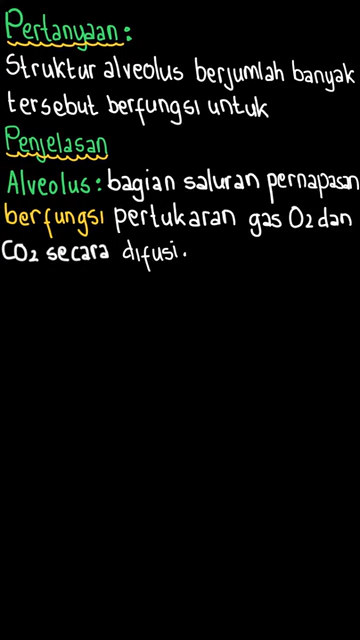 Pertanyaan:
Struktur alveolus berjumlah banyak
tersebut berfungsi untuk
Penjelasan
Alveolus: bagian saluran pernapasan
berfungsi pertukaran gas O2 dan
CO2 secara difusi.